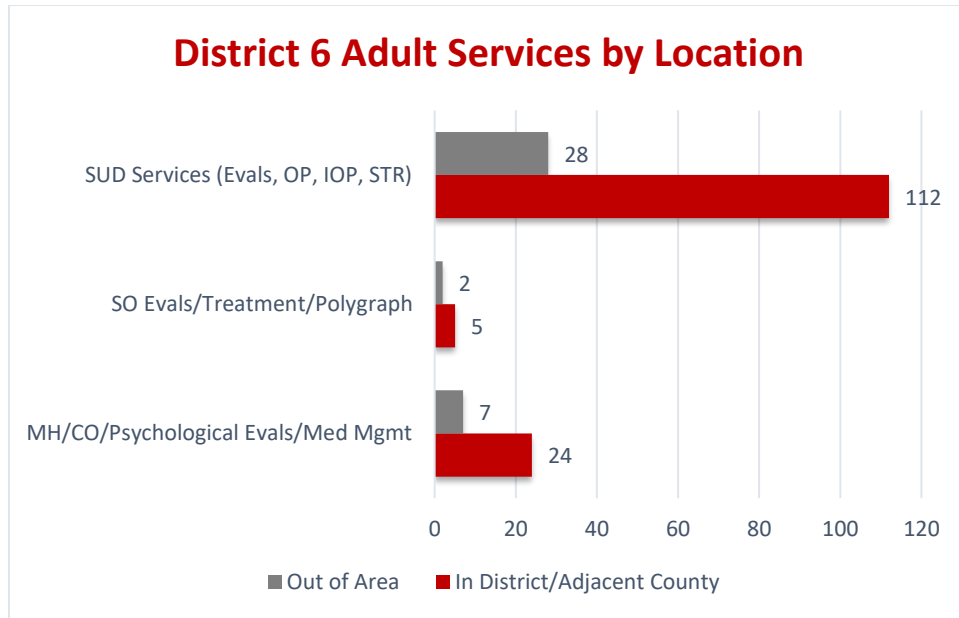 District 6 Adult Services by Location
SUD Services (Evals, OP, IOP, STR)
28
112
SO Evals/Treatment/Polygraph
2
5
MH/CO/Psychological Evals/Med Mgmt
7
24
0 20 40 60 80 100 120
Out of Area In District/Adjacent County